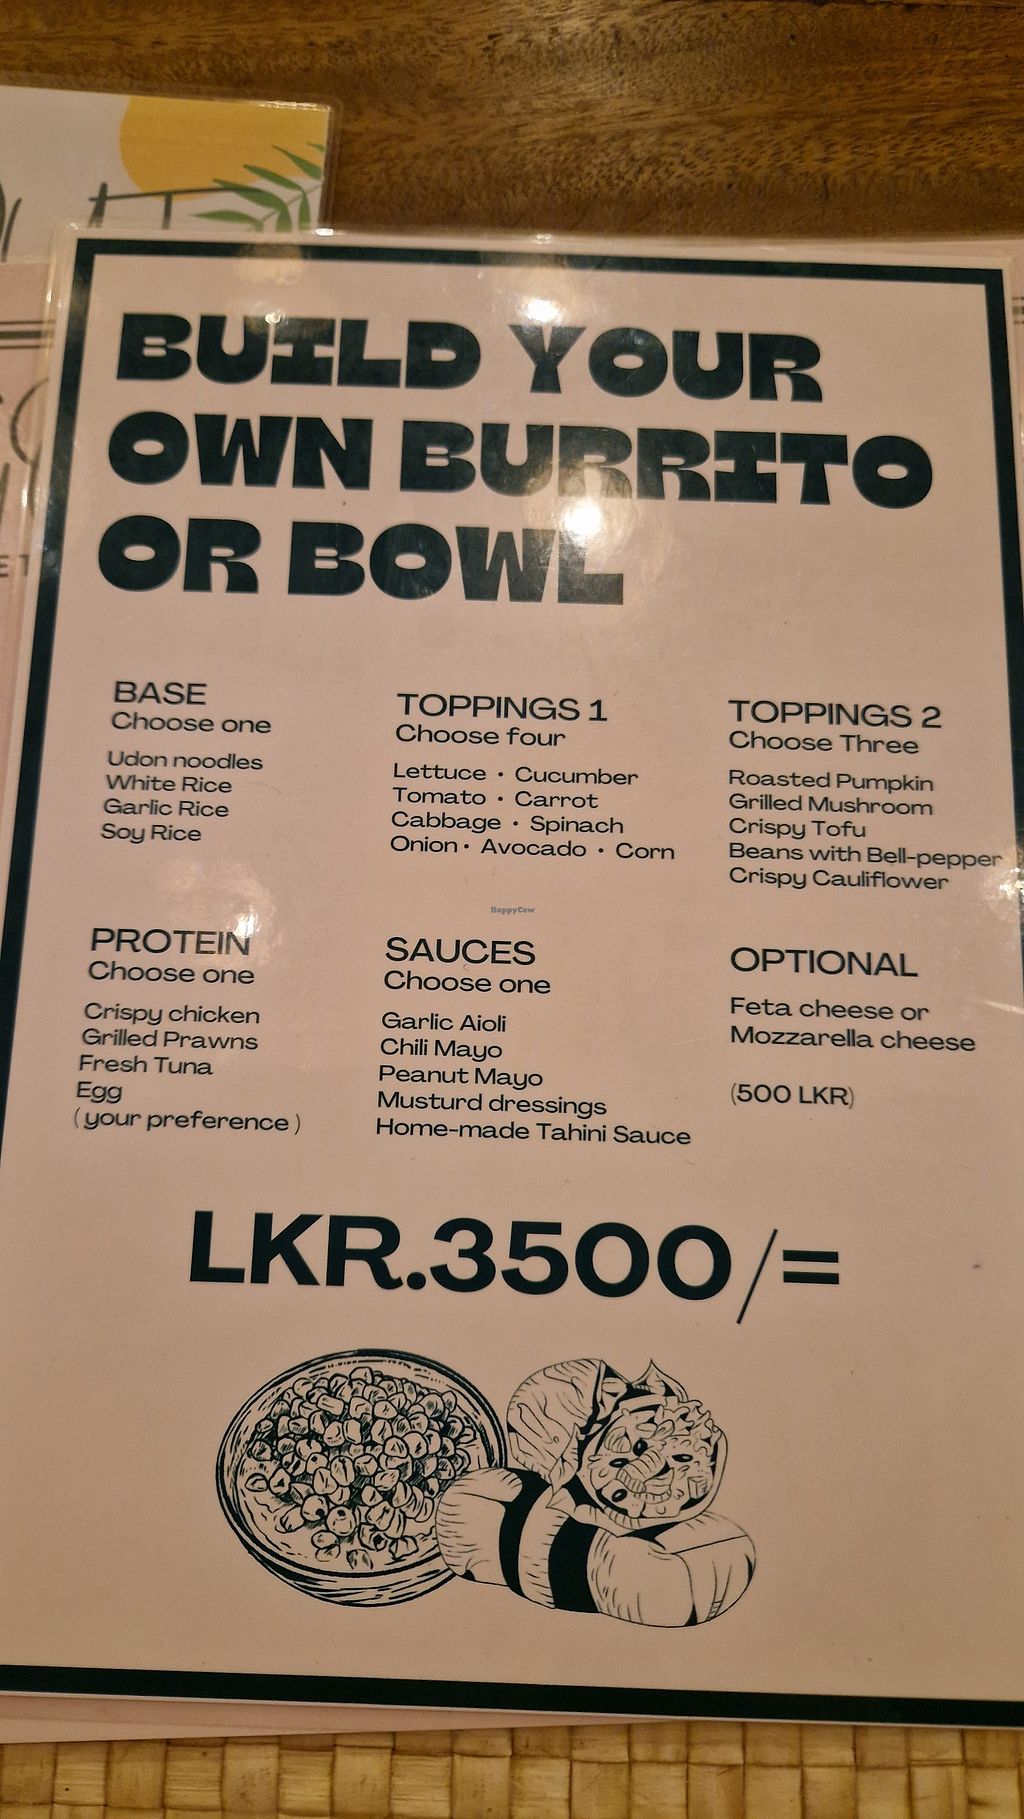 BUILD YOUR
OWN BURRITO
OR BOWL
BASE
Choose one
Udon noodles
White Rice
Garlic Rice
Soy Rice
TOPPINGS 1
Choose four
Lettuce • Cucumber
Tomato • Carrot
Cabbage • Spinach
Onion • Avocado • Corn
TOPPINGS 2
Choose Three
Roasted Pumpkin
Grilled Mushroom
Crispy Tofu
Beans with Bell-pepper
Crispy Cauliflower
HappyCow
PROTEIN
Choose one
Crispy chicken
Grilled Prawns
Fresh Tuna
Egg
( your preference )
SAUCES
Choose one
Garlic Aioli
Chili Mayo
Peanut Mayo
Musturd dressings
Home-made Tahini Sauce
OPTIONAL
Feta cheese or
Mozzarella cheese
(500 LKR)
LKR.3500/=